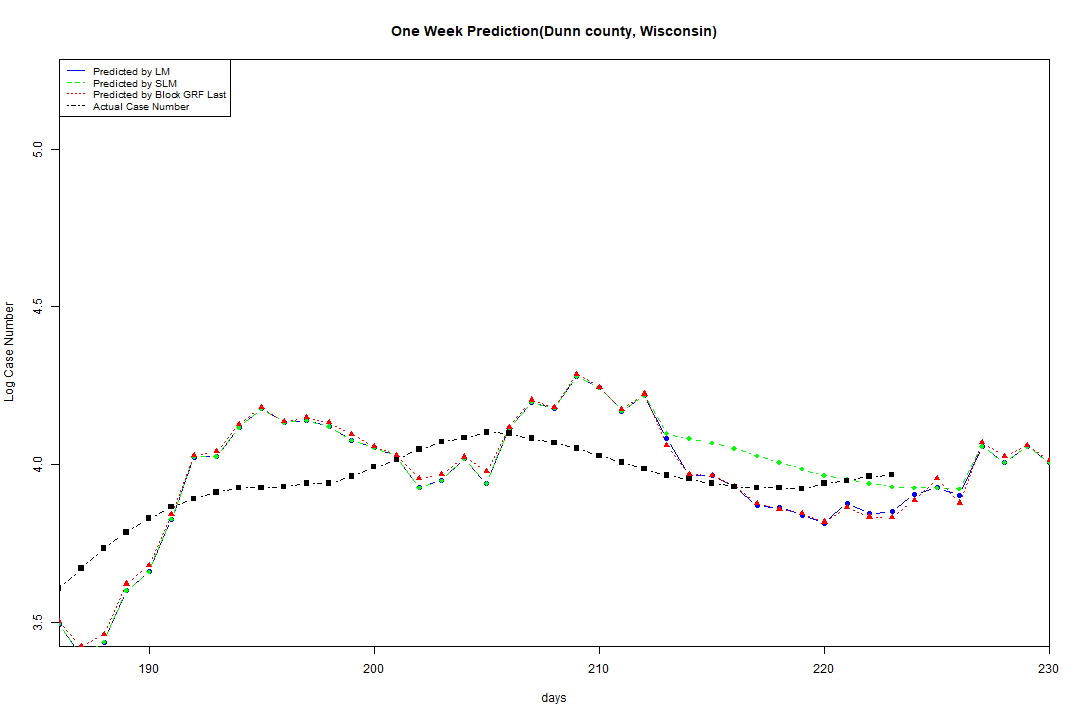 One Week Prediction(Dunn county, Wisconsin)
Predicted by LM
Predicted by SLM
Predicted by Block GRF Last
Actual Case Number
5.0
4.5
4.0
3.5
Log Case Number
190 200 210 220 230
days